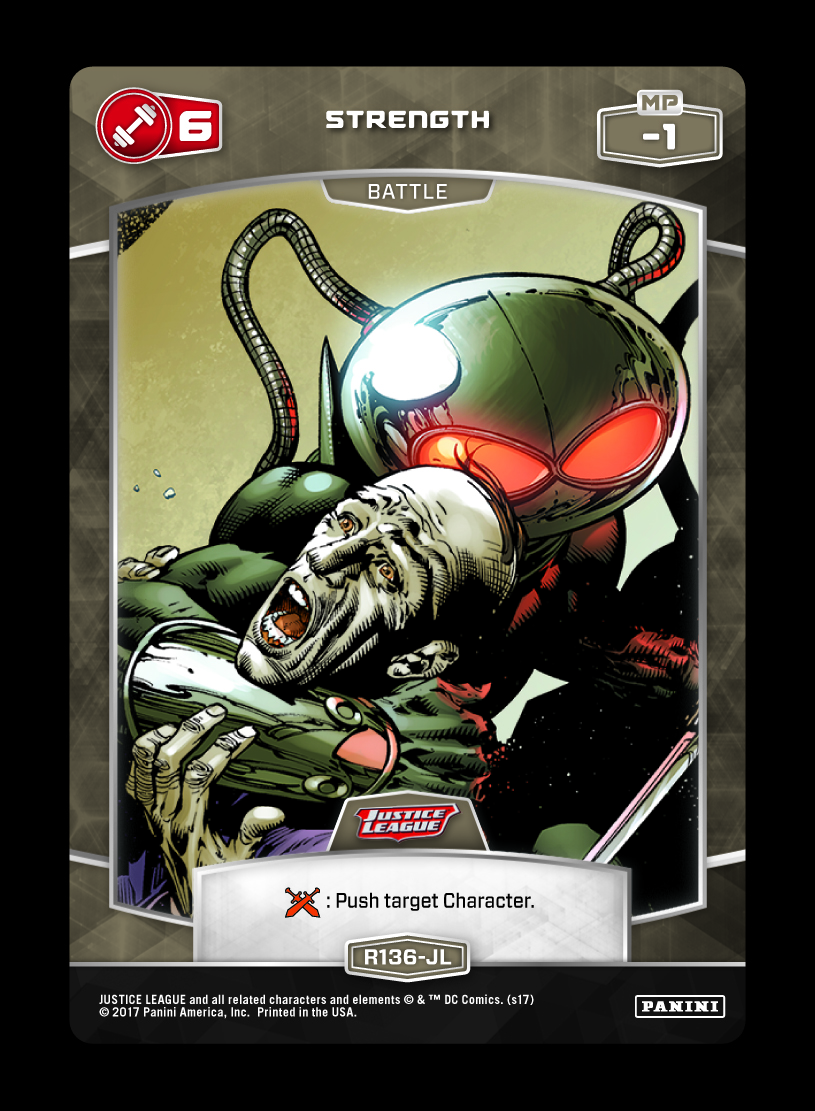 6
STRENGTH
MP
-1
BATTLE
JUSTICE
LEAGUE
: Push target Character.
R136-JL
JUSTICE LEAGUE and all related characters and elements © & ™ DC Comics. (s17)
© 2017 Panini America, Inc. Printed in the USA.
PANINI